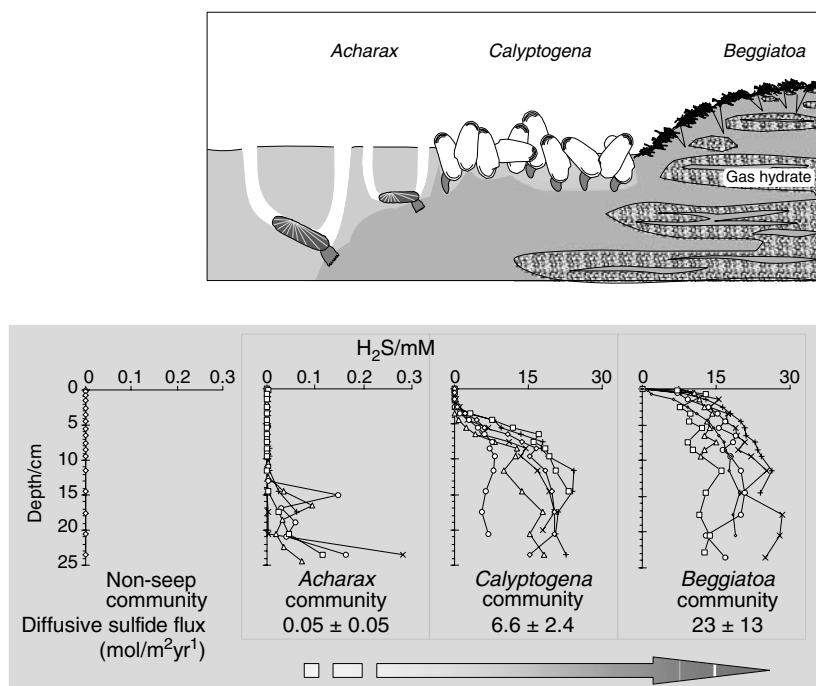 Acharax Calyptogena Beggiatoa
Gas hydrate
H₂S/mM
0 0.1 0.2 0.3 0 0.1 0.2 0.3 0 30 0 15 30
Depth/cm
0
5
10
15
20
25
Non-seep community
Acharax community
Calyptogena community
Beggiatoa community
Diffusive sulfide flux (mol/m²yr¹)
0.05 ± 0.05
6.6 ± 2.4
23 ± 13